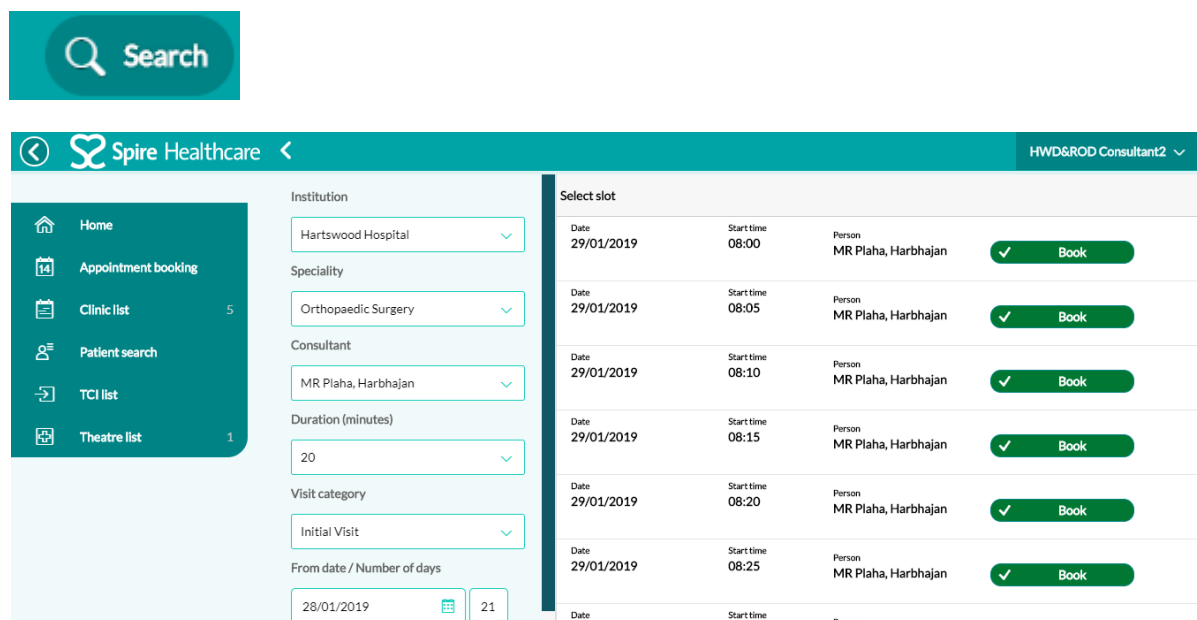 Search
Spire Healthcare
HWD&ROD Consultant2
Home
14
Appointment booking
Clinic list 5
Patient search
TCI list
Theatre list 1
Institution
Hartswood Hospital
Speciality
Orthopaedic Surgery
Consultant
MR Plaha, Harbhajan
Duration (minutes)
20
Visit category
Initial Visit
From date / Number of days
28/01/2019 21
Select slot
Date Start time Person
29/01/2019 08:00 MR Plaha, Harbhajan Book
Date Start time Person
29/01/2019 08:05 MR Plaha, Harbhajan Book
Date Start time Person
29/01/2019 08:10 MR Plaha, Harbhajan Book
Date Start time Person
29/01/2019 08:15 MR Plaha, Harbhajan Book
Date Start time Person
29/01/2019 08:20 MR Plaha, Harbhajan Book
Date Start time Person
29/01/2019 08:25 MR Plaha, Harbhajan Book
Date Start time